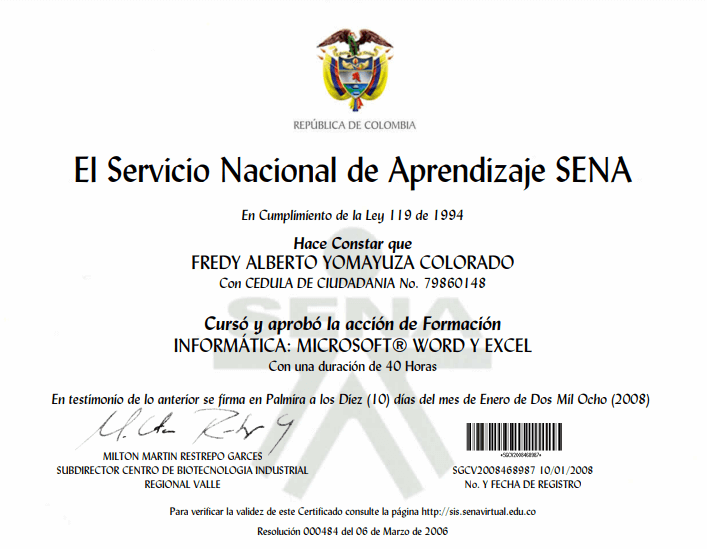 REPÚBLICA DE COLOMBIA
El Servicio Nacional de Aprendizaje SENA
En Cumplimiento de la Ley 119 de 1994
Hace Constar que
FREDY ALBERTO YOMAYUZA COLORADO
Con CEDULA DE CIUDADANIA No. 79860148
SENA
Cursó y aprobó la acción de Formación
INFORMÁTICA: MICROSOFT® WORD Y EXCEL
Con una duración de 40 Horas
En testimonio de lo anterior se firma en Palmira a los Diez (10) días del mes de Enero de Dos Mil Ocho (2008)
*SGCV2008468987*
MILTON MARTIN RESTREPO GARCES
SUBDIRECTOR CENTRO DE BIOTECNOLOGIA INDUSTRIAL
REGIONAL VALLE
SGCV2008468987 10/01/2008
No. Y FECHA DE REGISTRO
Para verificar la validez de este Certificado consulte la página http://sis.senavirtual.edu.co
Resolución 000484 del 06 de Marzo de 2006